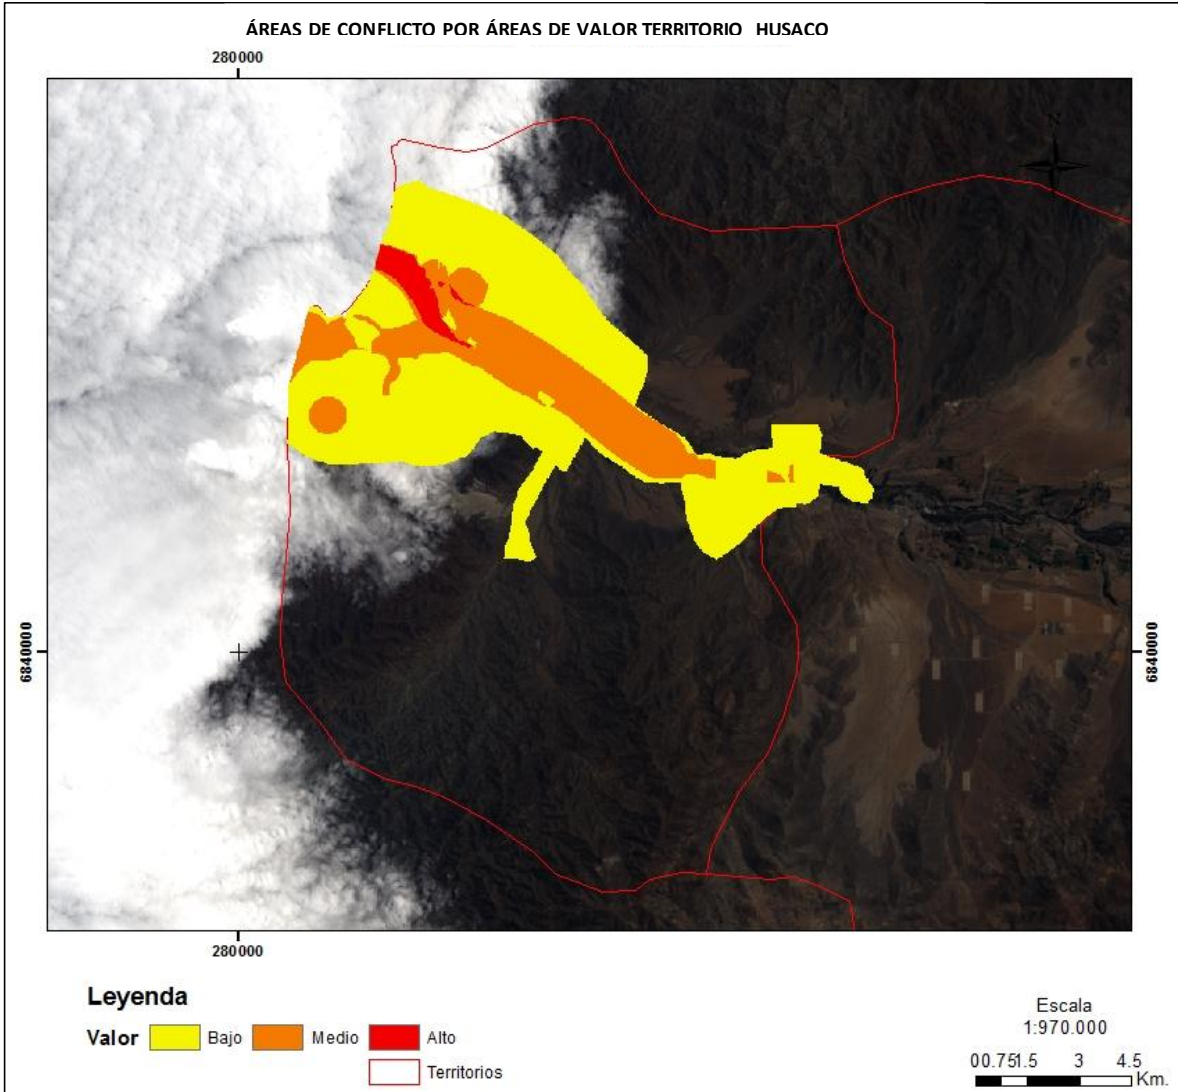 ÁREAS DE CONFLICTO POR ÁREAS DE VALOR TERRITORIO HUSACO
280000
N
6840000
6840000
280000
Leyenda
Valor Bajo Medio Alto
Territorios
Escala
1:970.000
00.751.5 3 4.5
Km.